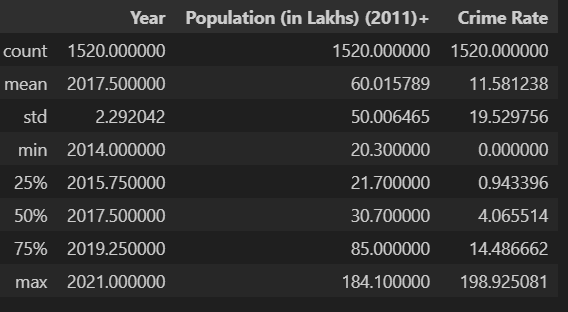 Year Population (in Lakhs) (2011)+ Crime Rate
count 1520.000000 1520.000000 1520.000000
mean 2017.500000 60.015789 11.581238
std 2.292042 50.006465 19.529756
min 2014.000000 20.300000 0.000000
25% 2015.750000 21.700000 0.943396
50% 2017.500000 30.700000 4.065514
75% 2019.250000 85.000000 14.486662
max 2021.000000 184.100000 198.925081